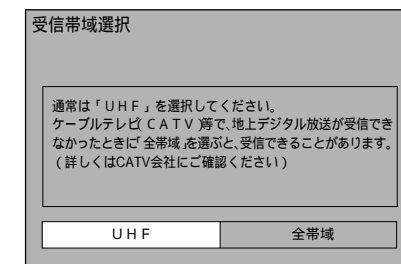 受信帯域選択
通常は「ＵＨＦ」を選択してください。
ケーブルテレビ(ＣＡＴＶ)等で、地上デジタル放送が受信でき
なかったときに「全帯域」を選ぶと、受信できることがあります。
(詳しくはCATV会社にご確認ください)
ＵＨＦ
全帯域